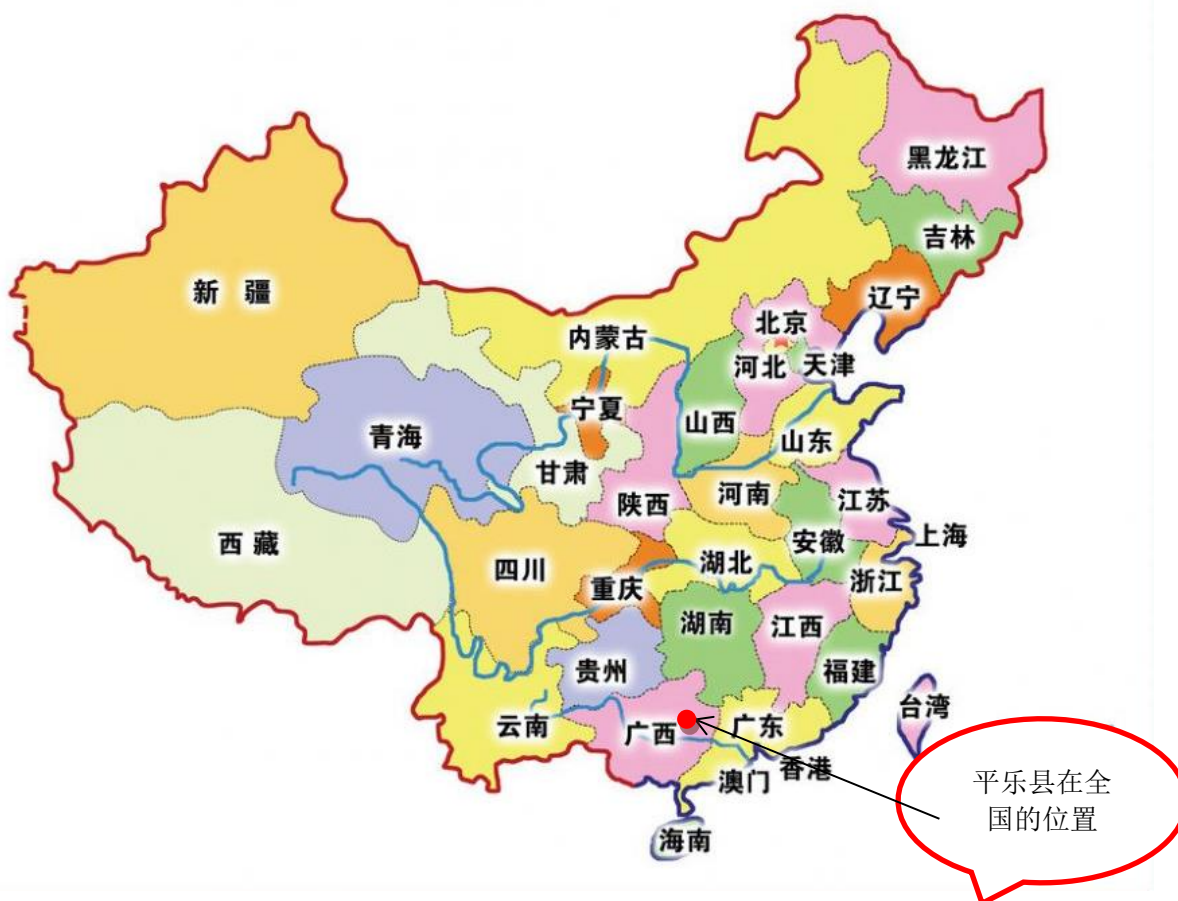 黑龙江
吉林
辽宁
新疆
内蒙古
北京
河北
天津
宁夏
山西
山东
青海
甘肃
陕西
河南
江苏
西藏
四川
重庆
湖北
安徽
上海
浙江
湖南
江西
贵州
福建
云南
广西
广东
台湾
澳门
香港
海南
平乐县在全
国的位置